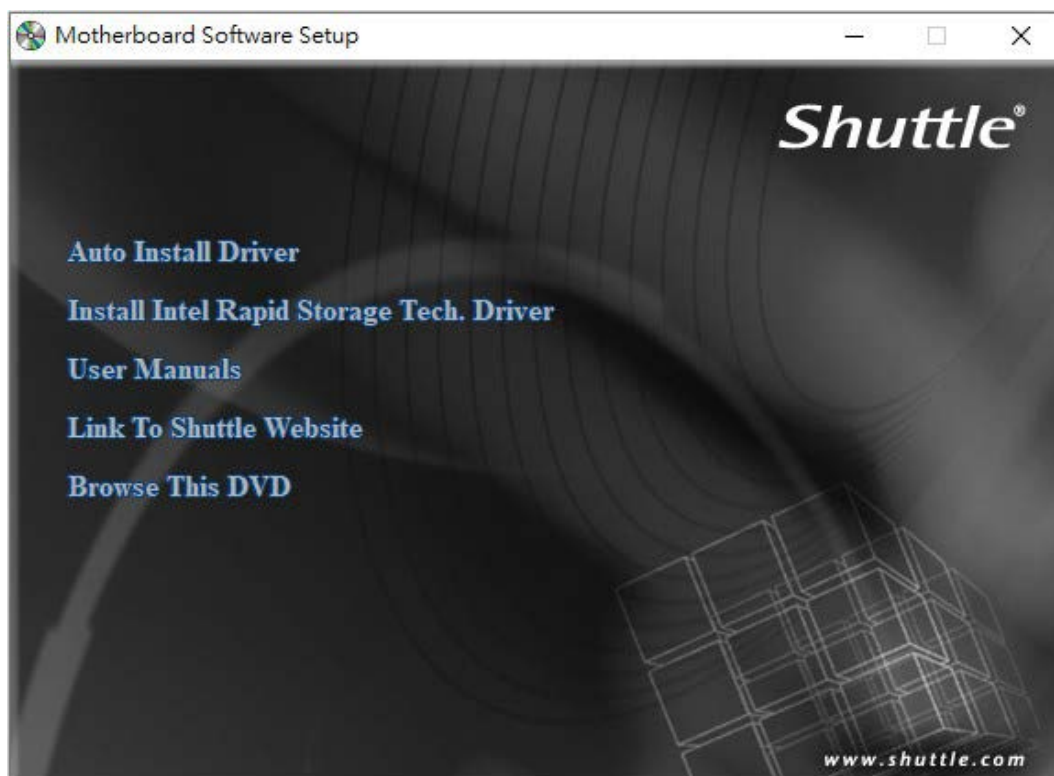 Motherboard Software Setup
Shuttle®
Auto Install Driver
Install Intel Rapid Storage Tech. Driver
User Manuals
Link To Shuttle Website
Browse This DVD
www.shuttle.com